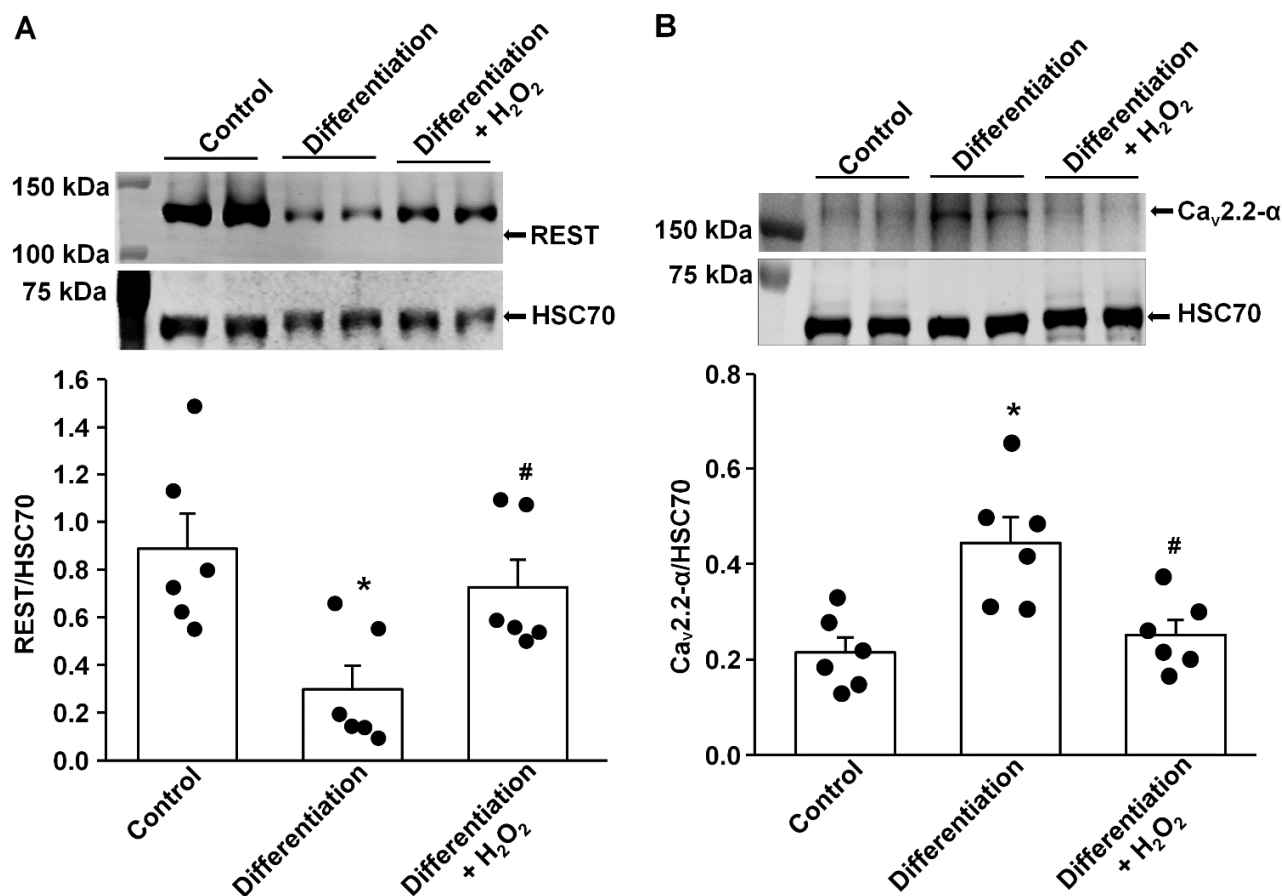 A
Control
Differentiation
Differentiation
+ H₂O₂
150 kDa
100 kDa
75 kDa
REST
HSC70
1.6
1.4
1.2
1.0
0.8
0.6
0.4
0.2
0.0
REST/HSC70
*
#
Control
Differentiation
Differentiation
+ H₂O₂
B
Control
Differentiation
Differentiation
+ H₂O₂
150 kDa
75 kDa
Caᵥ2.2-α
HSC70
0.8
0.6
0.4
0.2
0.0
Caᵥ2.2-α/HSC70
*
#
Control
Differentiation
Differentiation
+ H₂O₂